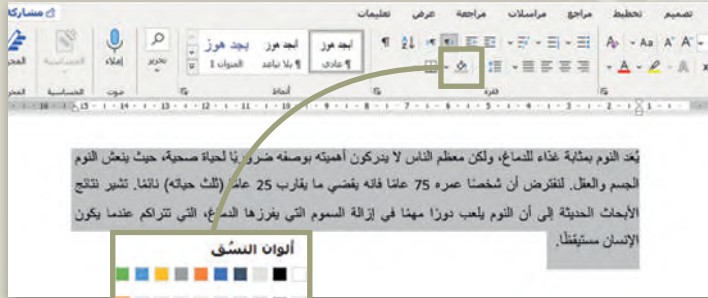 تصميم تخطيط مراجع مراسلات مراجعة عرض تعليمات مشاركة
أبجد هوز أبجد هوز بجد هوز
¶ عادي ¶ بلا تباعد العنوان 1
تحرير إملاء الحساسية
فقرة أنماط صوت الحساسية
يُعد النوم بمثابة غذاء للدماغ، ولكن معظم الناس لا يدركون أهميته بوصفه ضروريًا لحياة صحية، حيث ينعش النوم
الجسم والعقل. لنفترض أن شخصًا عمره 75 عامًا فانه يقضي ما يقارب 25 عامًا (ثلث حياته) نائمًا. تشير نتائج
الأبحاث الحديثة إلى أن النوم يلعب دورًا مهمًا في إزالة السموم التي يفرزها الدماغ، التي تتراكم عندما يكون
الإنسان مستيقظًا.
ألوان النسُق